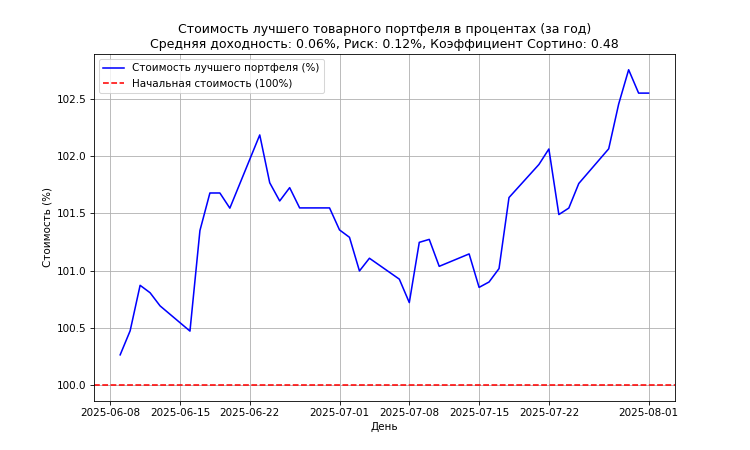 Стоимость лучшего товарного портфеля в процентах (за год)
Средняя доходность: 0.06%, Риск: 0.12%, Коэффициент Сортино: 0.48
Стоимость лучшего портфеля (%)
Начальная стоимость (100%)
Стоимость (%)
102.5
102.0
101.5
101.0
100.5
100.0
2025-06-08
2025-06-15
2025-06-22
2025-07-01
2025-07-08
2025-07-15
2025-07-22
2025-08-01
День